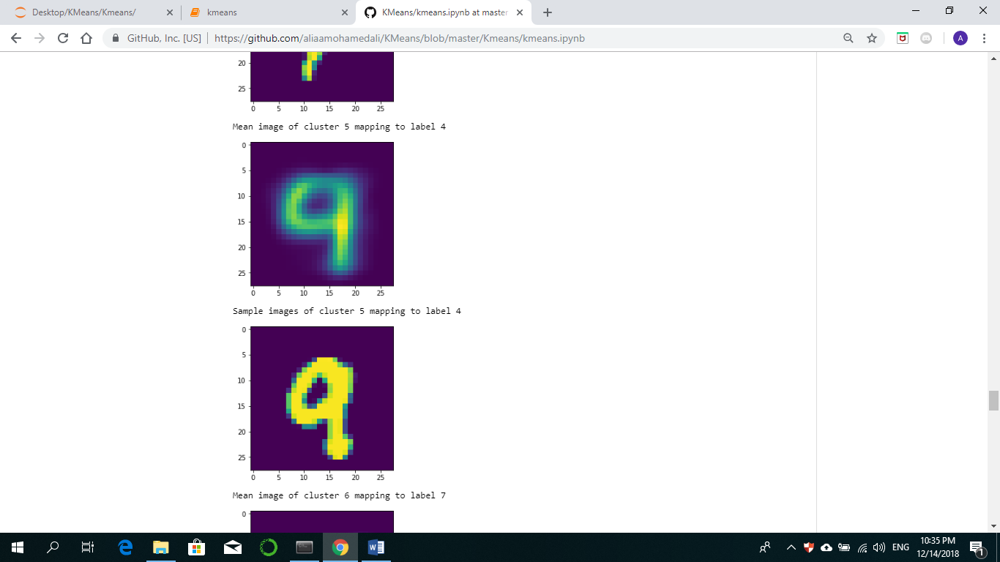 Desktop/KMeans/Kmeans/
kmeans
KMeans/kmeans.ipynb at master
GitHub, Inc. [US]
https://github.com/aliaamohamedali/KMeans/blob/master/Kmeans/kmeans.ipynb
A
20
25
0 5 10 15 20 25
Mean image of cluster 5 mapping to label 4
0
5
10
15
20
25
0 5 10 15 20 25
Sample images of cluster 5 mapping to label 4
0
5
10
15
20
25
0 5 10 15 20 25
Mean image of cluster 6 mapping to label 7
0
ENG
10:35 PM
12/14/2018
1